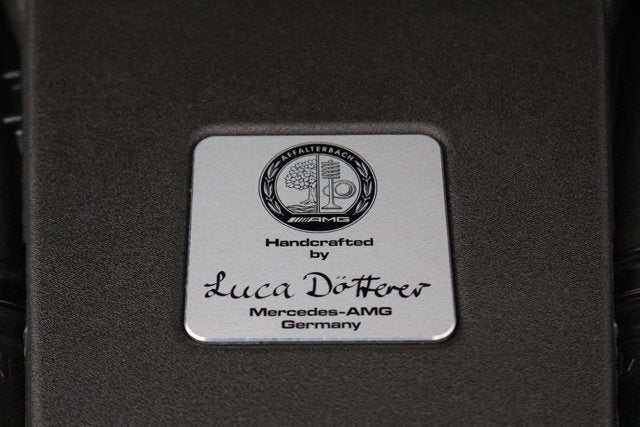 AFFALTERBACH
AMG
Handcrafted
by
Luca Dötterer
Mercedes-AMG
Germany